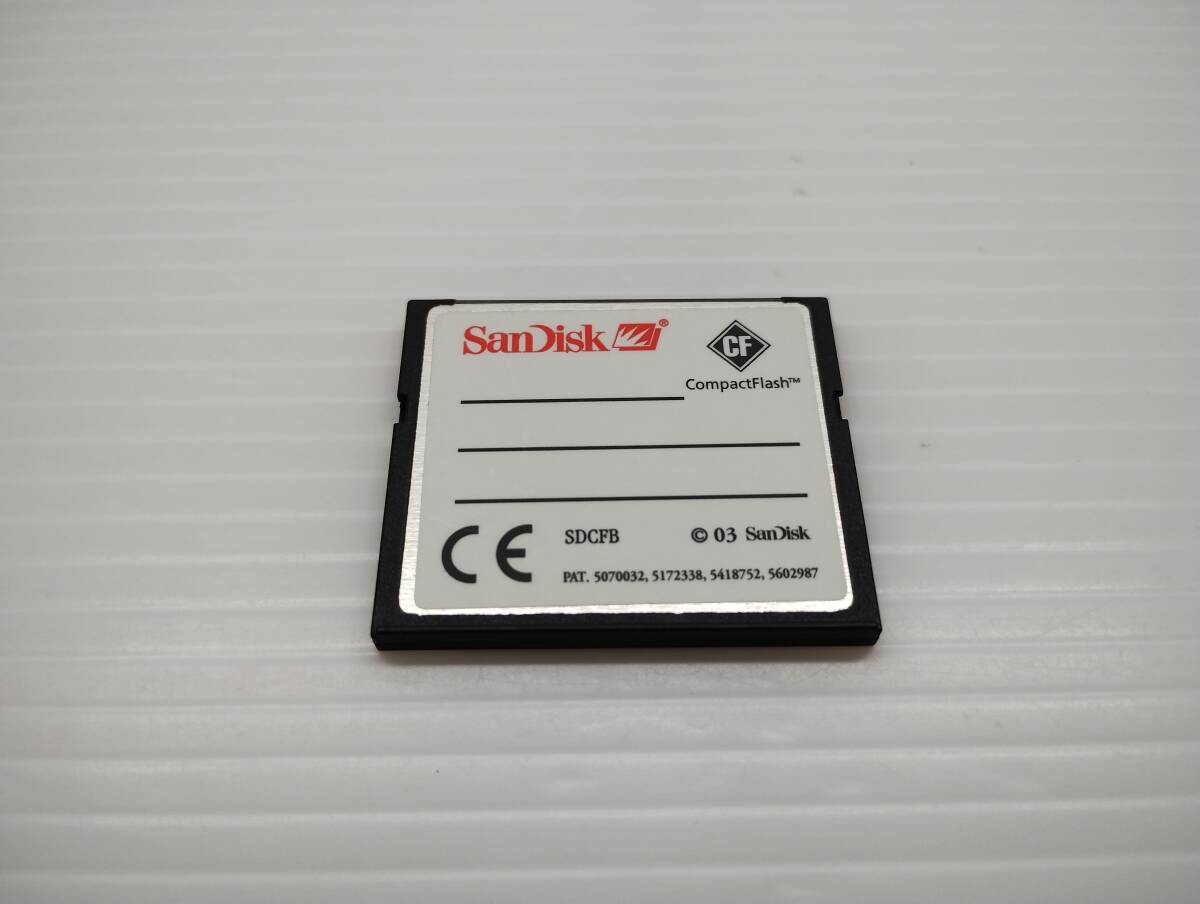 SanDisk ®
CF
CompactFlash™
CE SDCFB © 03 SanDisk
PAT. 5070032, 5172338, 5418752, 5602987